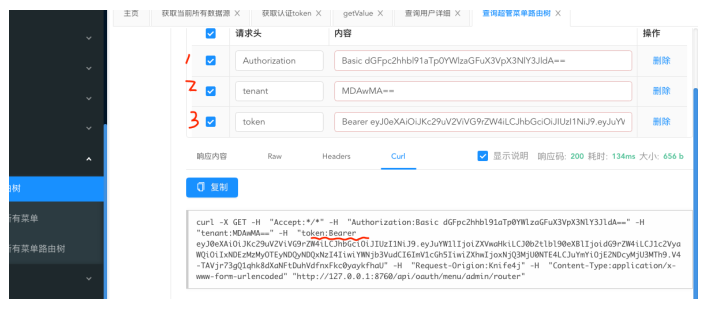 主页 获取当前所有数据源 X 获取认证token X getValue X 查询用户详细 X 查询超管菜单路由树 X
请求头 内容 操作
1 Authorization Basic dGFpc2hhbl91aTp0YWlzaGFuX3VpX3NlY3JldA== 删除
2 tenant MDAwMA== 删除
3 token Bearer eyJ0eXAiOiJKc29uV2ViVG9rZW4iLCJhbGciOiJIUzI1NiJ9.eyJuYW 删除
响应内容 Raw Headers Curl 显示说明 响应码: 200 耗时: 134ms 大小: 656 b
由树
复制
所有菜单
所有菜单路由树
curl -X GET -H "Accept:*/*" -H "Authorization:Basic dGFpc2hhbl91aTp0YWlzaGFuX3VpX3NlY3JldA==" -H
"tenant:MDAwMA==" -H "token:Bearer
eyJ0eXAiOiJKc29uV2ViVG9rZW4iLCJhbGciOiJIUzI1NiJ9.eyJuYW1lIjoiZXVwaHkiLCJ0b2tlbl90eXBlIjoidG9rZW4iLCJ1c2Vya
WQiOiIxNDEzMzMyOTEyNDQyNDQxNzI4IiwiYWNjb3VudCI6ImV1cGh5IiwiZXhwIjoxNjQ3MjU0NTE4LCJuYmYiOjE2NDcyMjU3MTh9.V4
-TAVjr73gQ1qhk8dXaNFtDuhVdfnxFkc0yoykfhaU" -H "Request-Origion:Knife4j" -H "Content-Type:application/x-
www-form-urlencoded" "http://127.0.0.1:8760/api/oauth/menu/admin/router"